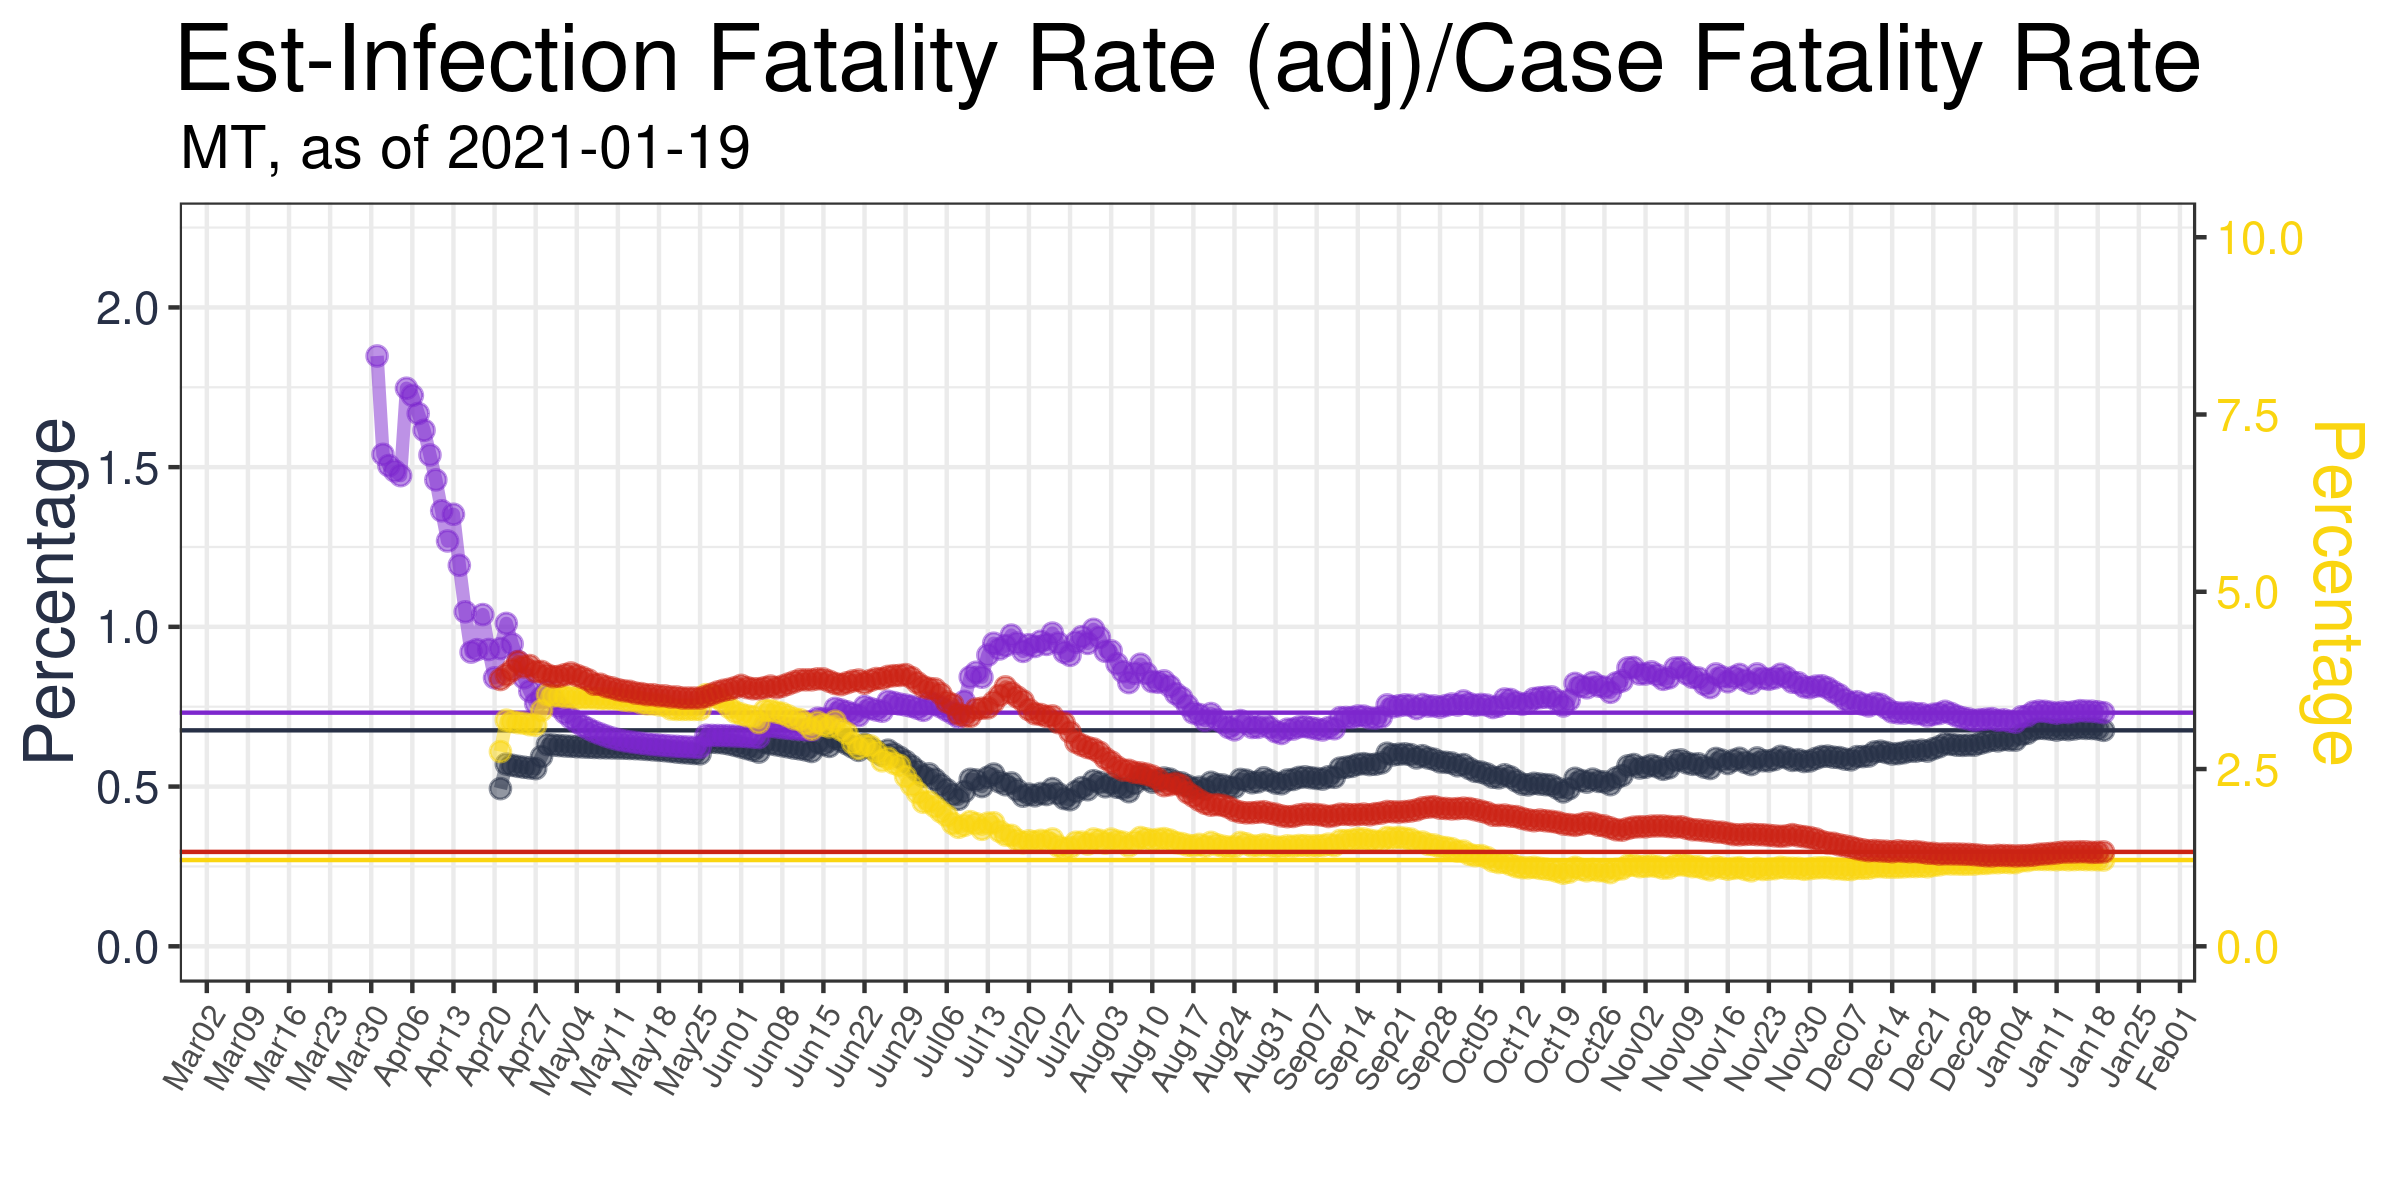 Est-Infection Fatality Rate (adj)/Case Fatality Rate
MT, as of 2021-01-19
Percentage
2.0
1.5
1.0
0.5
0.0
10.0
7.5
5.0
2.5
0.0
Percentage
Mar02 Mar09 Mar16 Mar23 Mar30 Apr06 Apr13 Apr20 Apr27 May04 May11 May18 May25 Jun01 Jun08 Jun15 Jun22 Jun29 Jul06 Jul13 Jul20 Jul27 Aug03 Aug10 Aug17 Aug24 Aug31 Sep07 Sep14 Sep21 Sep28 Oct05 Oct12 Oct19 Oct26 Nov02 Nov09 Nov16 Nov23 Nov30 Dec07 Dec14 Dec21 Dec28 Jan04 Jan11 Jan18 Jan25 Feb01